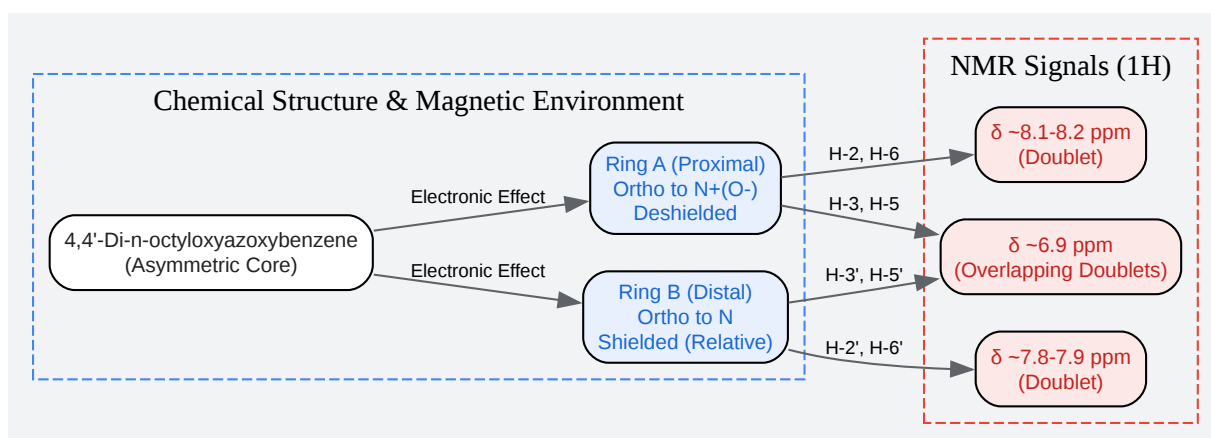 NMR Signals (1H)
Chemical Structure & Magnetic Environment
4,4'-Di-n-octyloxyazoxybenzene
(Asymmetric Core)
Electronic Effect
Electronic Effect
Ring A (Proximal)
Ortho to N+(O-)
Deshielded
Ring B (Distal)
Ortho to N
Shielded (Relative)
H-2, H-6
H-3, H-5
H-3', H-5'
H-2', H-6'
δ ~8.1-8.2 ppm
(Doublet)
δ ~6.9 ppm
(Overlapping Doublets)
δ ~7.8-7.9 ppm
(Doublet)